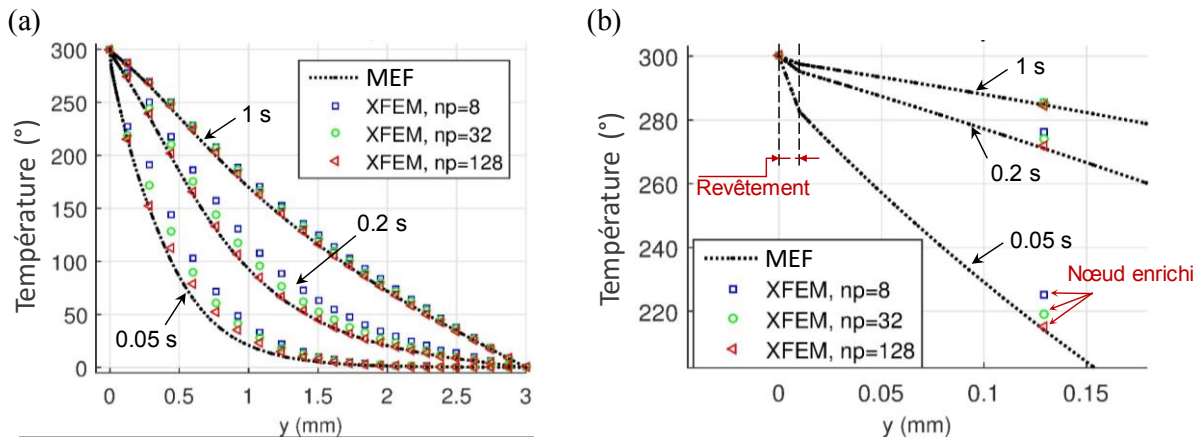 (a)
Température (°)
300
250
200
150
100
50
0
MEF
XFEM, np=8
XFEM, np=32
XFEM, np=128
1 s
0.2 s
0.05 s
0
0.5
1
1.5
2
2.5
3
y (mm)
(b)
Température (°)
300
280
260
240
220
1 s
0.2 s
Revêtement
0.05 s
MEF
XFEM, np=8
XFEM, np=32
XFEM, np=128
Nœud enrichi
0
0.05
0.1
0.15
y (mm)